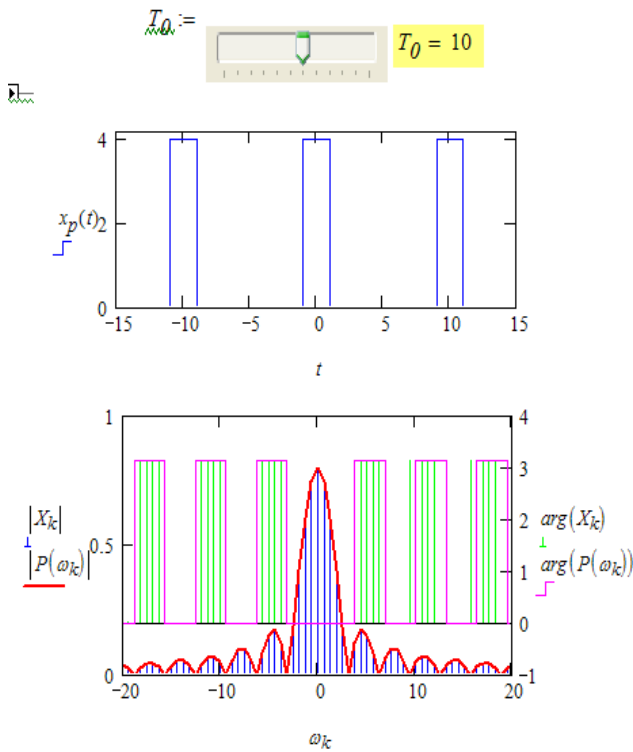 T0 :=
T0 = 10
4
2
0
xp(t)
−15 −10 −5 0 5 10 15
t
1
0.5
0
|Xk|
|P(ωk)|
4
3
2
1
0
−1
arg(Xk)
arg(P(ωk))
−20 −10 0 10 20
ωk